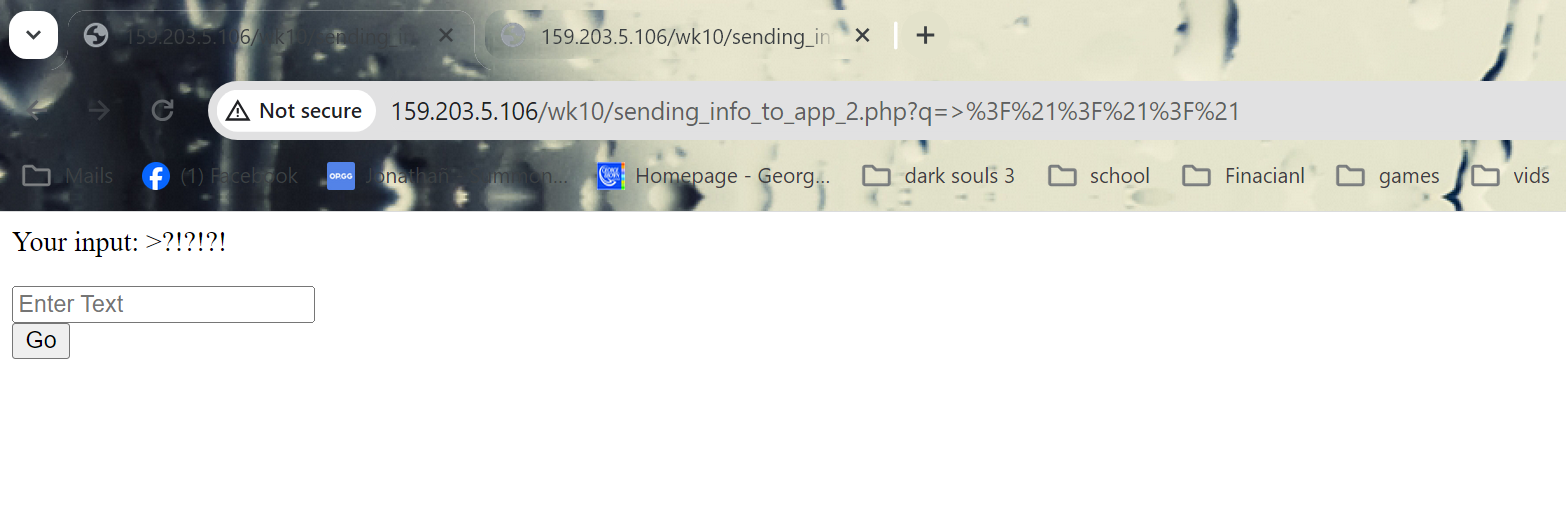 159.203.5.106/wk10/sending_in
159.203.5.106/wk10/sending_in
Not secure 159.203.5.106/wk10/sending_info_to_app_2.php?q=>%3F%21%3F%21%3F%21
Mails (1) Facebook OP.GG Jonathan Homepage - Georg... dark souls 3 school Finacianl games vids
Your input: >?!?!?!
Enter Text
Go